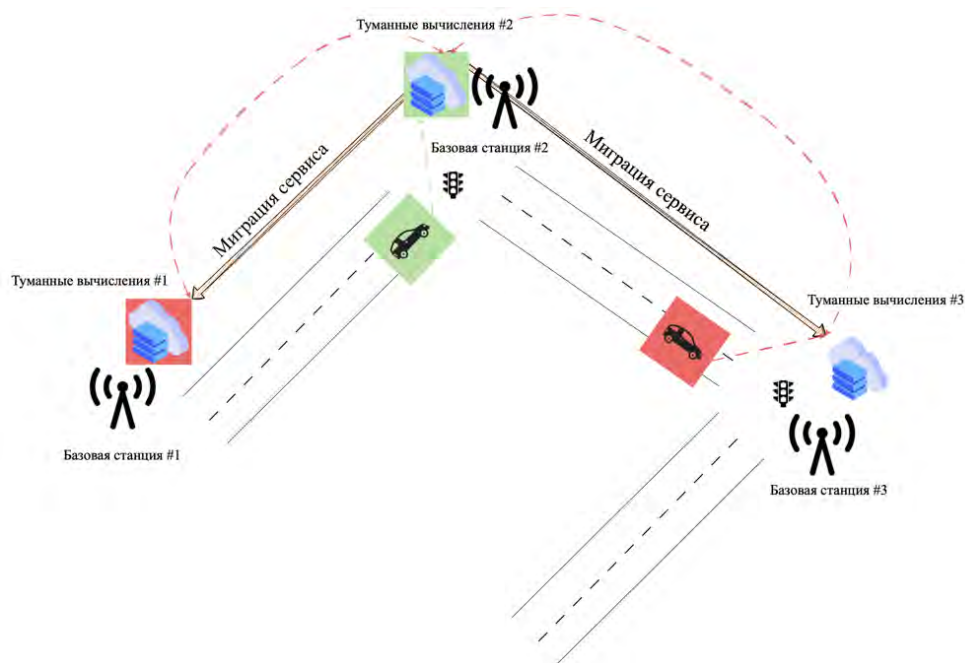 Туманные вычисления #2
Базовая станция #2
Миграция сервиса
Миграция сервиса
Туманные вычисления #1
Туманные вычисления #3
Базовая станция #1
Базовая станция #3